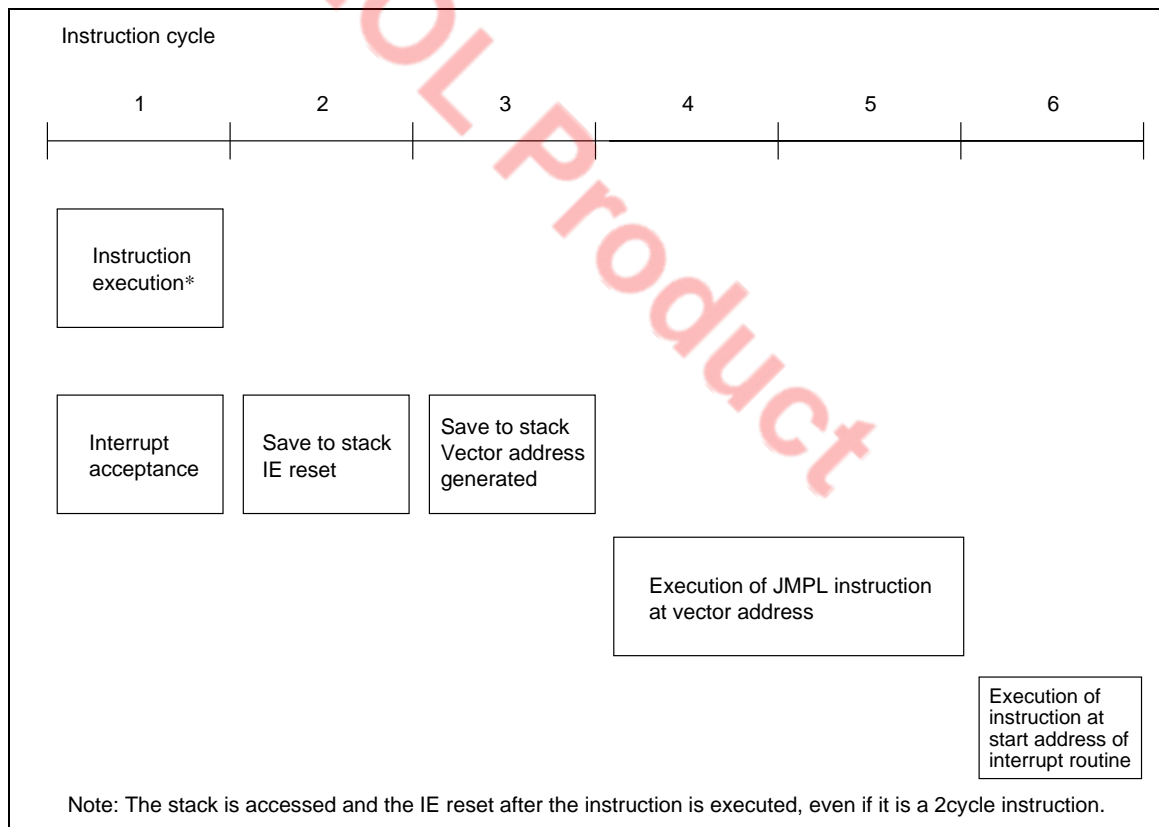 Instruction cycle
1 2 3 4 5 6
Instruction
execution*
Interrupt
acceptance
Save to stack
IE reset
Save to stack
Vector address
generated
Execution of JMPL instruction
at vector address
Execution of
instruction at
start address of
interrupt routine
Note: The stack is accessed and the IE reset after the instruction is executed, even if it is a 2cycle instruction.
OL Product